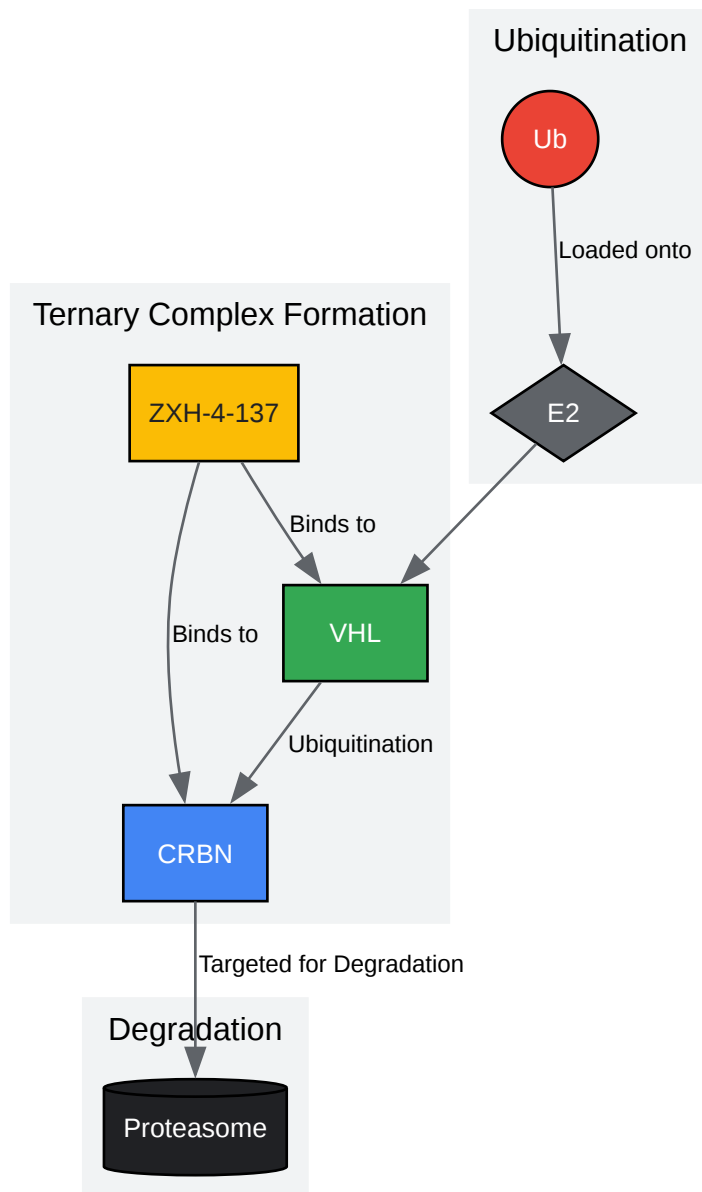 Ubiquitination
Ub
Loaded onto
Ternary Complex Formation
ZXH-4-137
E2
Binds to
VHL
Binds to
Ubiquitination
CRBN
Targeted for Degradation
Degradation
Proteasome